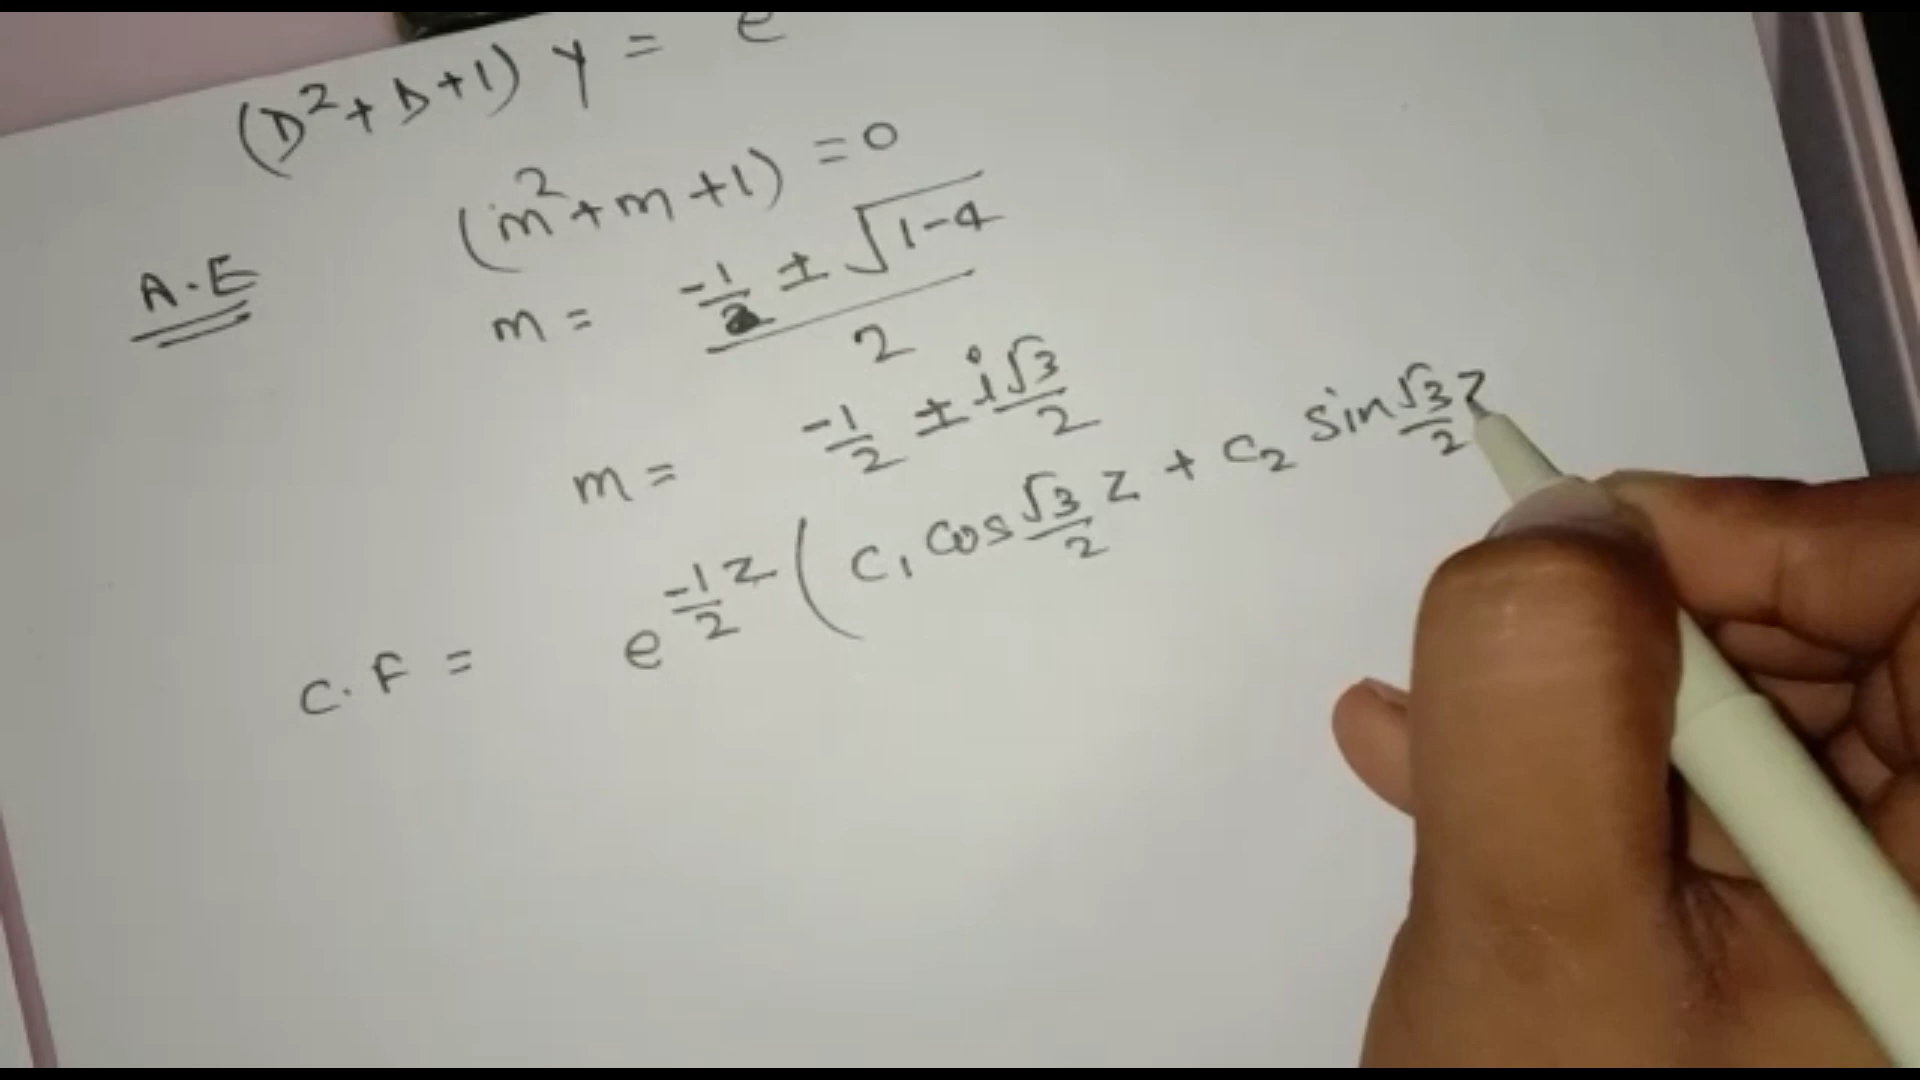 (D²+D+1) y = e
(m²+m+1) =0
A.E
m = (-1/2 ± √(1-4))/2
m = -1/2 ± i√3/2
C.F = e^(-1/2 z) (C₁ cos √3/2 z + C₂ sin √3/2 z